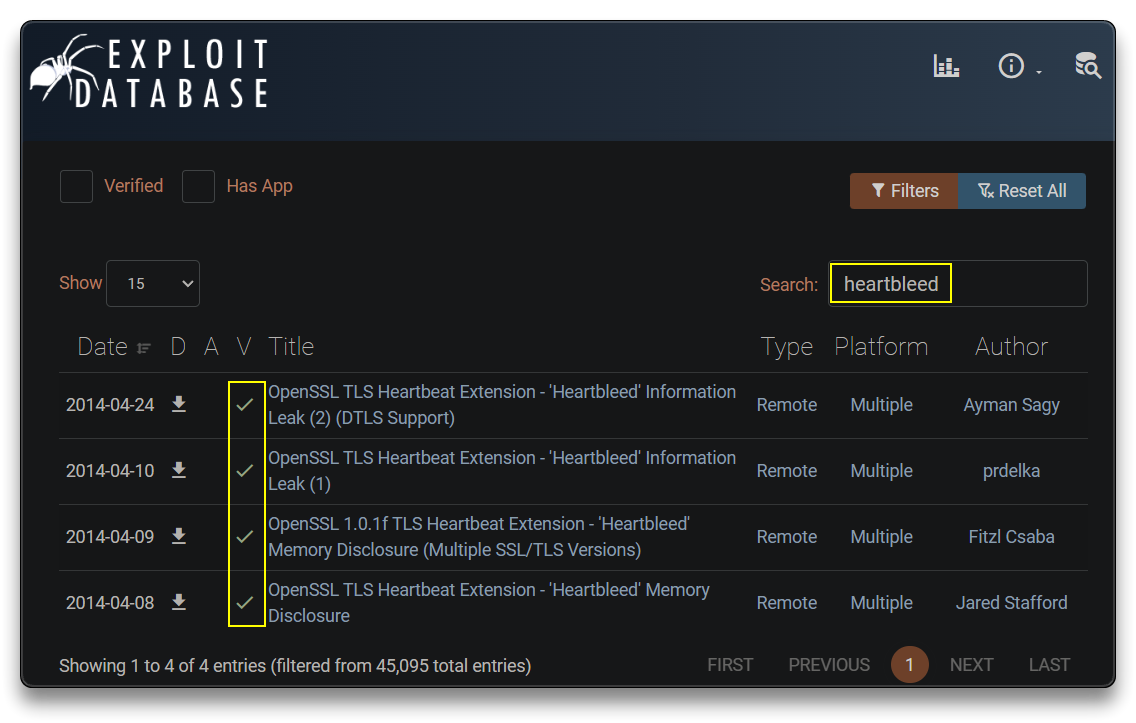 EXPLOIT
DATABASE
Verified Has App
Filters Reset All
Show 15 Search: heartbleed
Date D A V Title Type Platform Author
2014-04-24 OpenSSL TLS Heartbeat Extension - 'Heartbleed' Information Remote Multiple Ayman Sagy
Leak (2) (DTLS Support)
2014-04-10 OpenSSL TLS Heartbeat Extension - 'Heartbleed' Information Remote Multiple prdelka
Leak (1)
2014-04-09 OpenSSL 1.0.1f TLS Heartbeat Extension - 'Heartbleed' Remote Multiple Fitzl Csaba
Memory Disclosure (Multiple SSL/TLS Versions)
2014-04-08 OpenSSL TLS Heartbeat Extension - 'Heartbleed' Memory Remote Multiple Jared Stafford
Disclosure
Showing 1 to 4 of 4 entries (filtered from 45,095 total entries) FIRST PREVIOUS 1 NEXT LAST